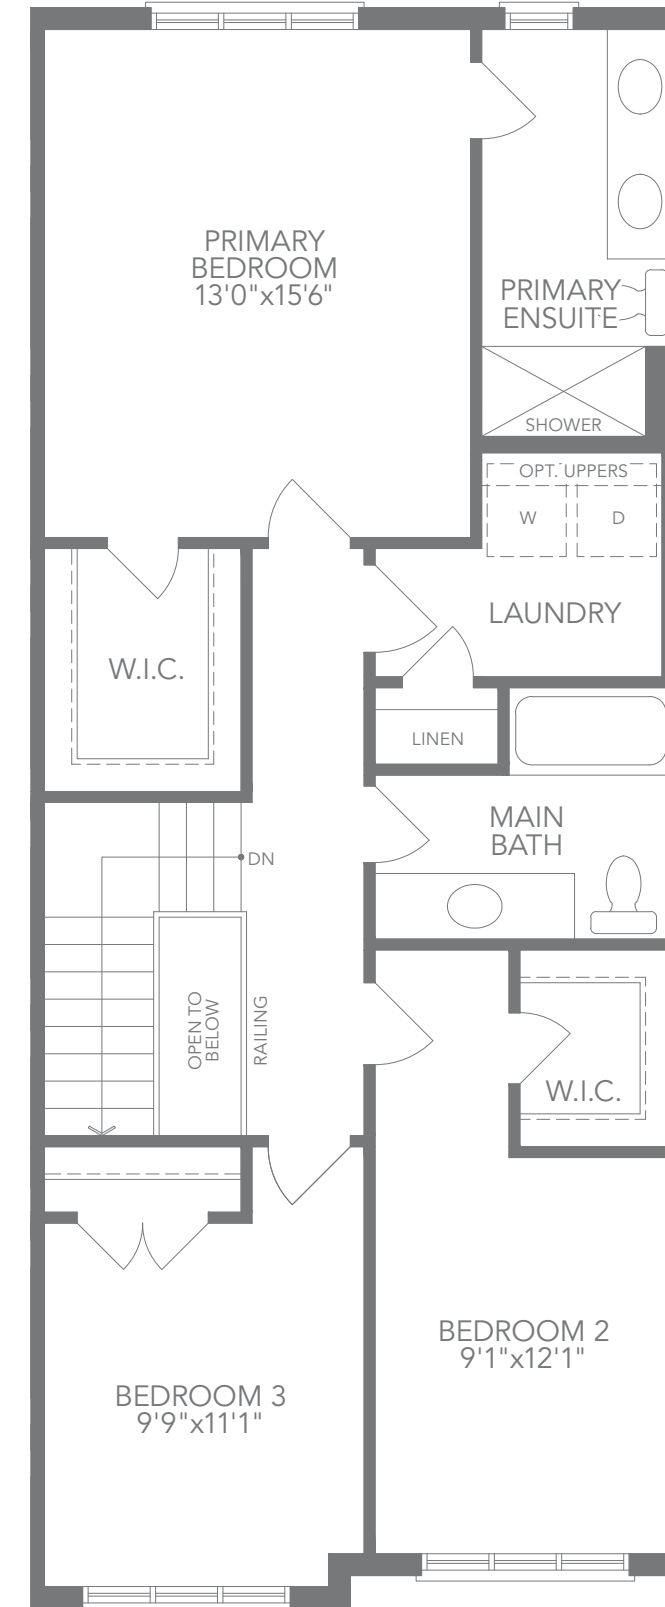 PRIMARY
BEDROOM
13'0"x15'6"
PRIMARY
ENSUITE
SHOWER
OPT. UPPERS
W
D
LAUNDRY
W.I.C.
LINEN
MAIN
BATH
DN
OPEN TO
BELOW
RAILING
W.I.C.
BEDROOM 2
9'1"x12'1"
BEDROOM 3
9'9"x11'1"